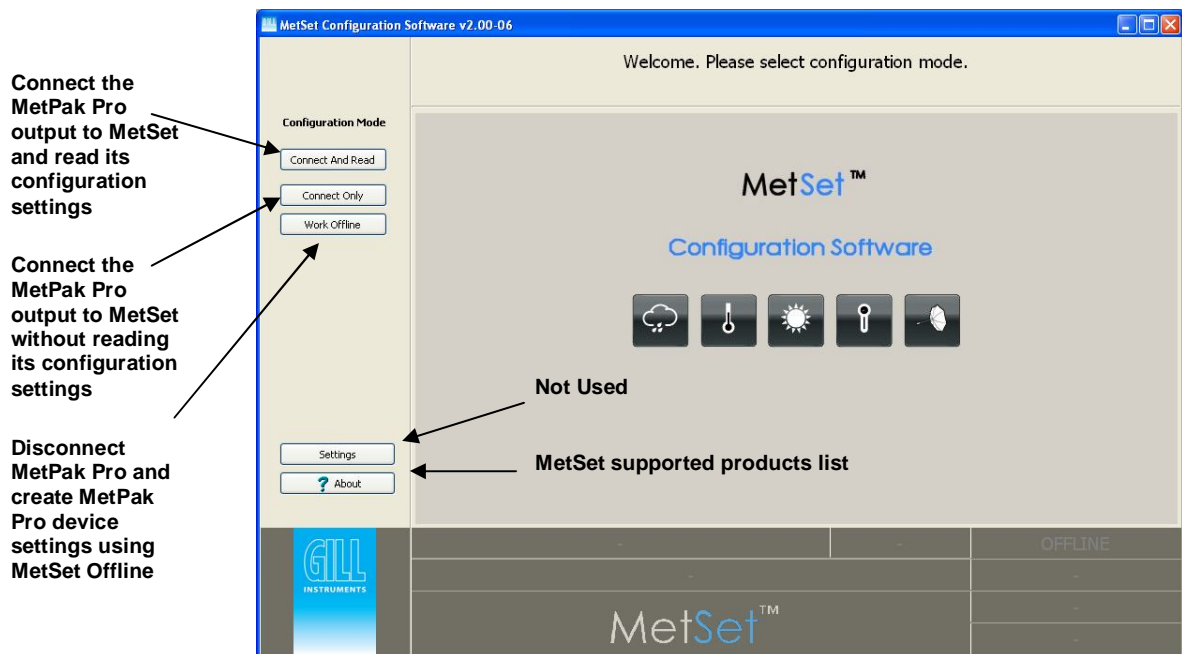 MetSet Configuration Software v2.00-06
Welcome. Please select configuration mode.
Connect the
MetPak Pro
output to MetSet
and read its
configuration
settings
Connect the
MetPak Pro
output to MetSet
without reading
its configuration
settings
Disconnect
MetPak Pro and
create MetPak
Pro device
settings using
MetSet Offline
Configuration Mode
Connect And Read
Connect Only
Work Offline
Settings
? About
MetSet™
Configuration Software
Not Used
MetSet supported products list
GILL
INSTRUMENTS
- - OFFLINE
- -
MetSet™
-
-